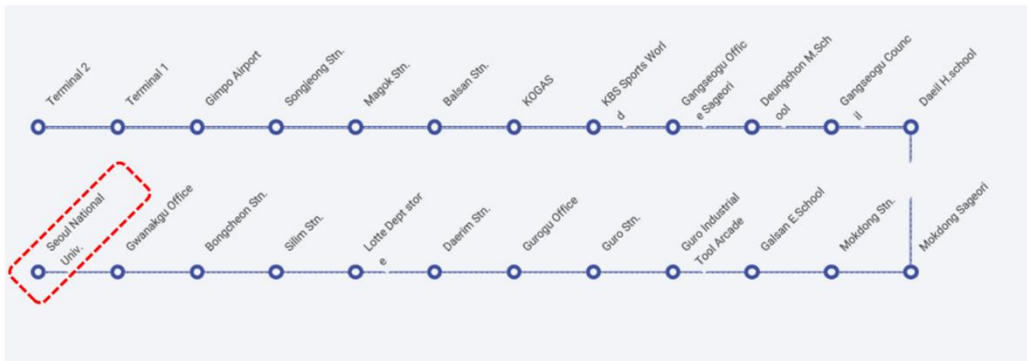 Terminal 2
Terminal 1
Gimpo Airport
Songjeong Stn.
Magok Stn.
Balsan Stn.
KOGAS
KBS Sports Worl
d
Gangseogu Offic
e Sageori
Deungchon M.Sch
ool
Gangseogu Counc
il
Daeil H.school
Seoul National
Univ.
Gwanakgu Office
Bongcheon Stn.
Silim Stn.
Lotte Dept stor
e
Daerim Stn.
Gurogu Office
Guro Stn.
Guro Industrial
Tool Arcade
Galsan E.School
Mokdong Stn.
Mokdong Sageori